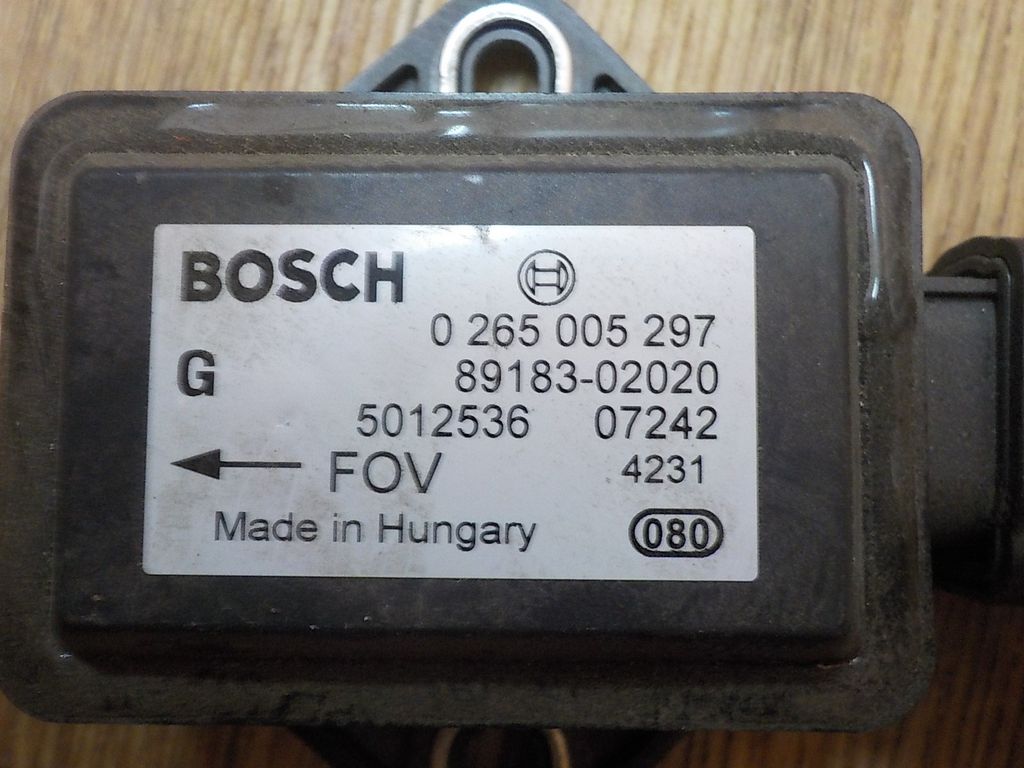 BOSCH
0 265 005 297
G 89183-02020
5012536 07242
FOV 4231
Made in Hungary 080